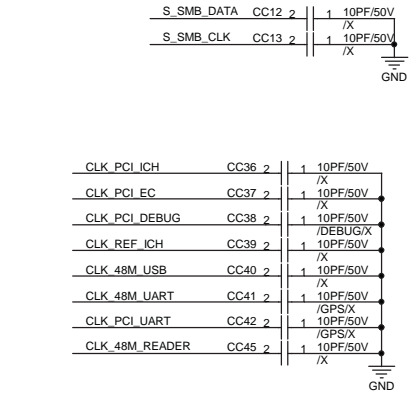 S_SMB_DATA CC12 2 1 10PF/50V
/X
S_SMB_CLK CC13 2 1 10PF/50V
/X
GND
CLK_PCI_ICH CC36 2 1 10PF/50V
/X
CLK_PCI_EC CC37 2 1 10PF/50V
/X
CLK_PCI_DEBUG CC38 2 1 10PF/50V
/DEBUG/X
CLK_REF_ICH CC39 2 1 10PF/50V
/X
CLK_48M_USB CC40 2 1 10PF/50V
/X
CLK_48M_UART CC41 2 1 10PF/50V
/GPS/X
CLK_PCI_UART CC42 2 1 10PF/50V
/GPS/X
CLK_48M_READER CC45 2 1 10PF/50V
/X
GND